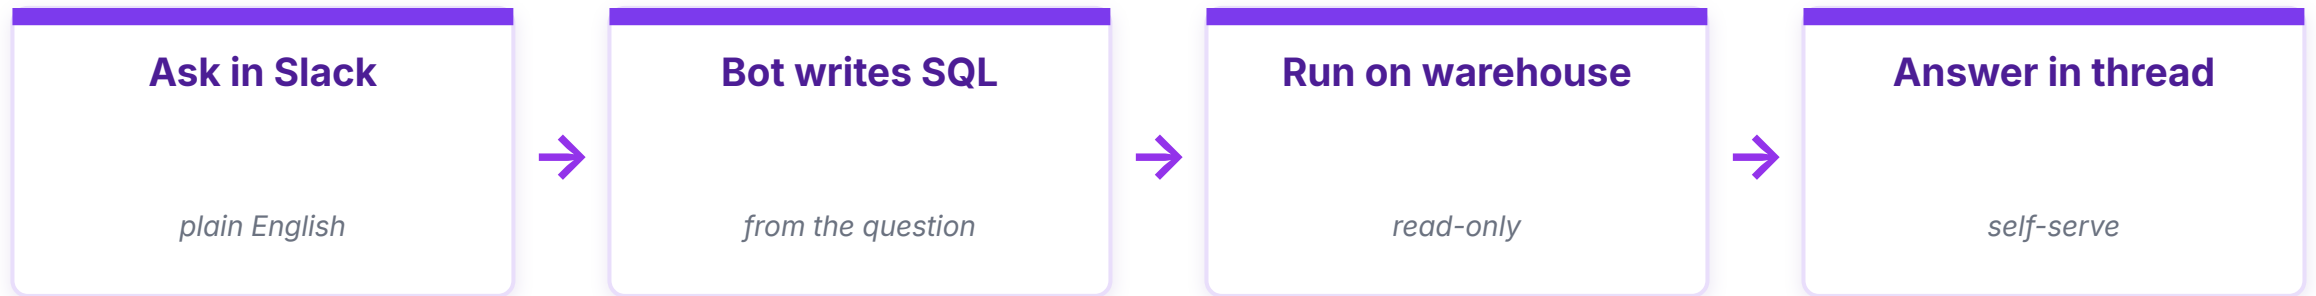 Ask in Slack
plain English
Bot writes SQL
from the question
Run on warehouse
read-only
Answer in thread
self-serve